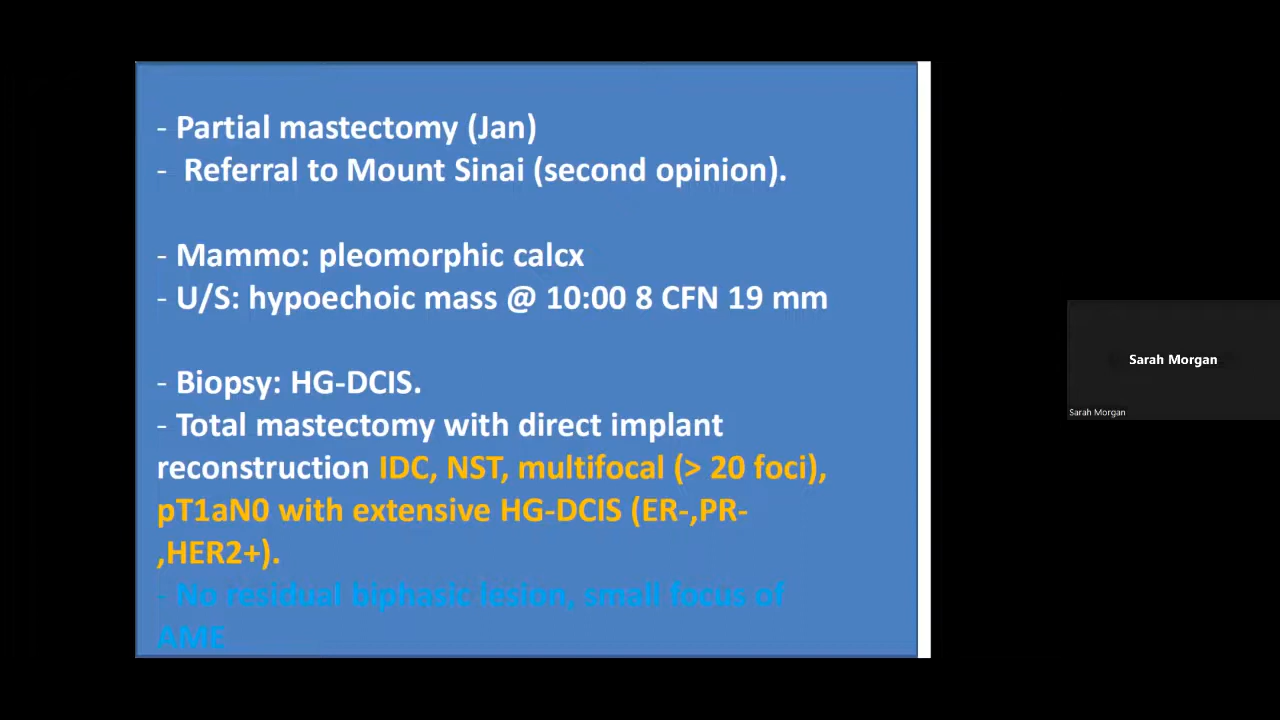 - Partial mastectomy (Jan)
- Referral to Mount Sinai (second opinion).
- Mammo: pleomorphic calcx
- U/S: hypoechoic mass @ 10:00 8 CFN 19 mm
- Biopsy: HG-DCIS.
- Total mastectomy with direct implant
reconstruction IDC, NST, multifocal (> 20 foci),
pT1aN0 with extensive HG-DCIS (ER-,PR-
,HER2+).
- No residual biphasic lesion, small focus of
AME
Sarah Morgan
Sarah Morgan